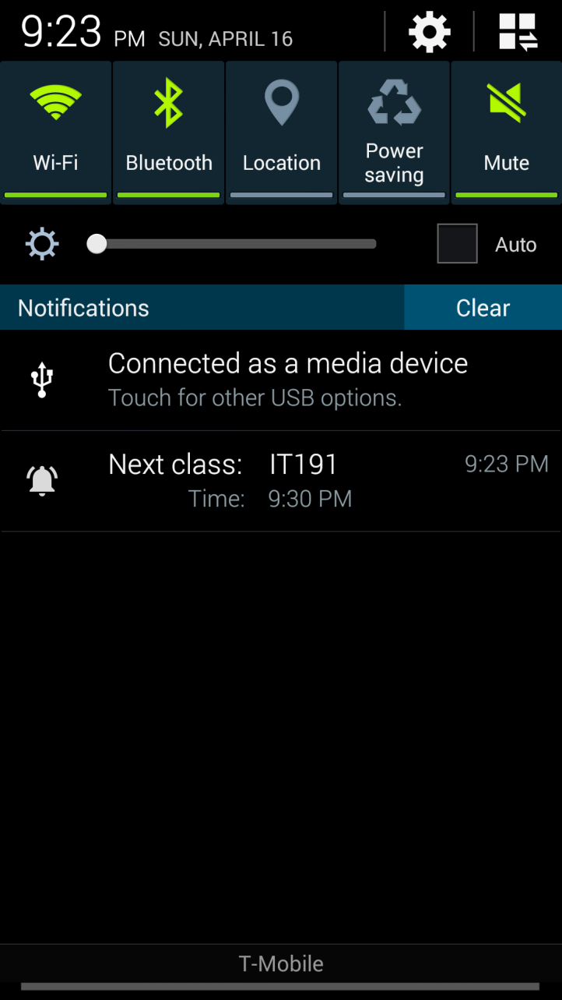 9:23 PM SUN, APRIL 16
Wi-Fi Bluetooth Location Power saving Mute
Auto
Notifications Clear
Connected as a media device
Touch for other USB options.
Next class: IT191 9:23 PM
Time: 9:30 PM
T-Mobile